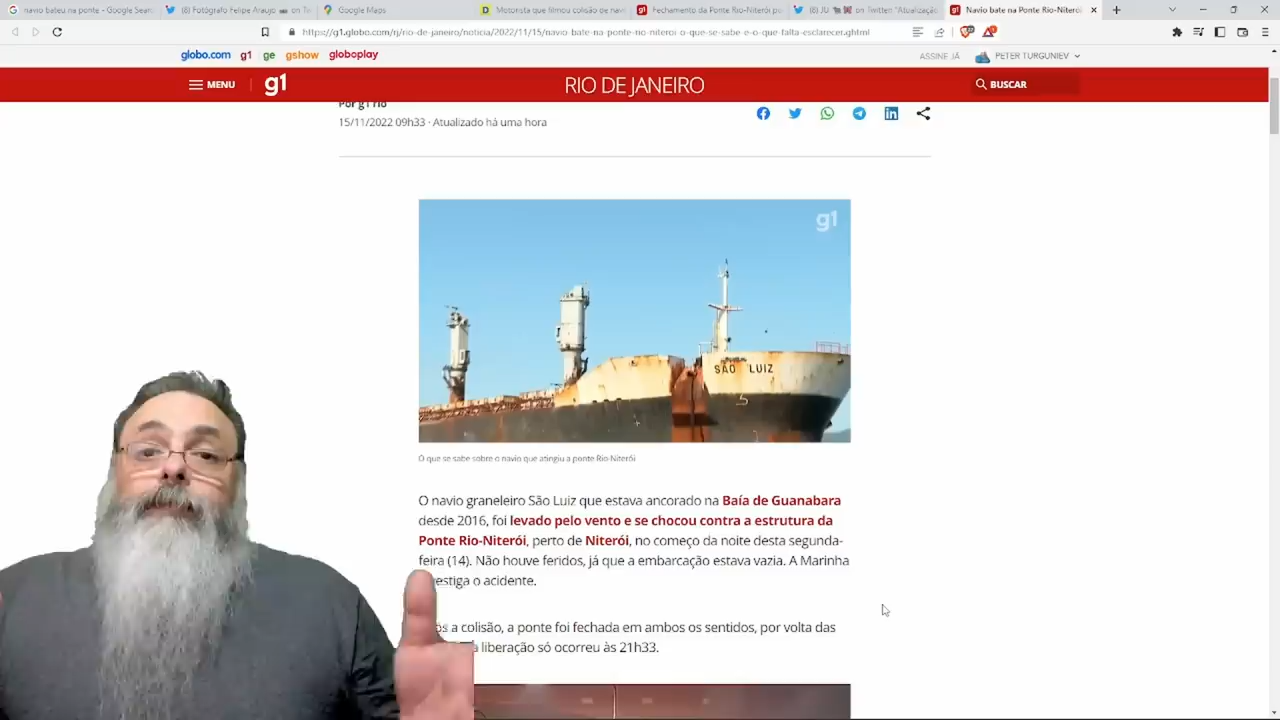 navio bateu na ponte - Google Sear
(8) Fotógrafo Felipe Araujo on Tw
Google Maps
Motorista que filmou colisão de navi
Fechamento da Ponte Rio-Niterói pu
(8) JU on Twitter "Atualização
Navio bate na Ponte Rio-Niterói
https://g1.globo.com/rj/rio-de-janeiro/noticia/2022/11/15/navio-bate-na-ponte-rio-niteroi-o-que-se-sabe-e-o-que-falta-esclarecer.ghtml
globo.com g1 ge gshow globoplay
ASSINE JÁ PETER TURGUNIEV
MENU g1 RIO DE JANEIRO BUSCAR
Por g1 rio
15/11/2022 09h33 · Atualizado há uma hora
g1
SÃO LUIZ
5
O que se sabe sobre o navio que atingiu a ponte Rio-Niterói
O navio graneleiro São Luiz que estava ancorado na Baía de Guanabara
desde 2016, foi levado pelo vento e se chocou contra a estrutura da
Ponte Rio-Niterói, perto de Niterói, no começo da noite desta segunda-
feira (14). Não houve feridos, já que a embarcação estava vazia. A Marinha
estiga o acidente.
ós a colisão, a ponte foi fechada em ambos os sentidos, por volta das
a liberação só ocorreu às 21h33.